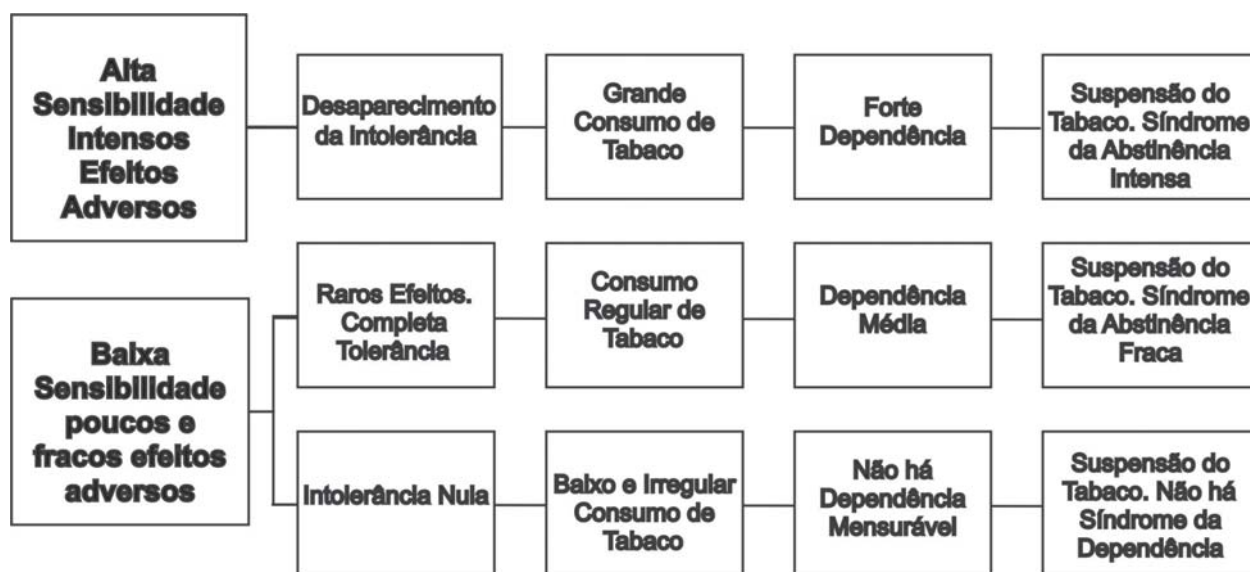 Alta
Sensibilidade
Intensos
Efeitos
Adversos
Desaparecimento
da Intolerância
Grande
Consumo de
Tabaco
Forte
Dependência
Suspensão do
Tabaco. Síndrome
da Abstinência
Intensa
Baixa
Sensibilidade
poucos e
fracos efeitos
adversos
Raros Efeitos.
Completa
Tolerância
Consumo
Regular de
Tabaco
Dependência
Média
Suspensão do
Tabaco. Síndrome
da Abstinência
Fraca
Intolerância Nula
Baixo e Irregular
Consumo de
Tabaco
Não há
Dependência
Mensurável
Suspensão do
Tabaco. Não há
Síndrome da
Dependência